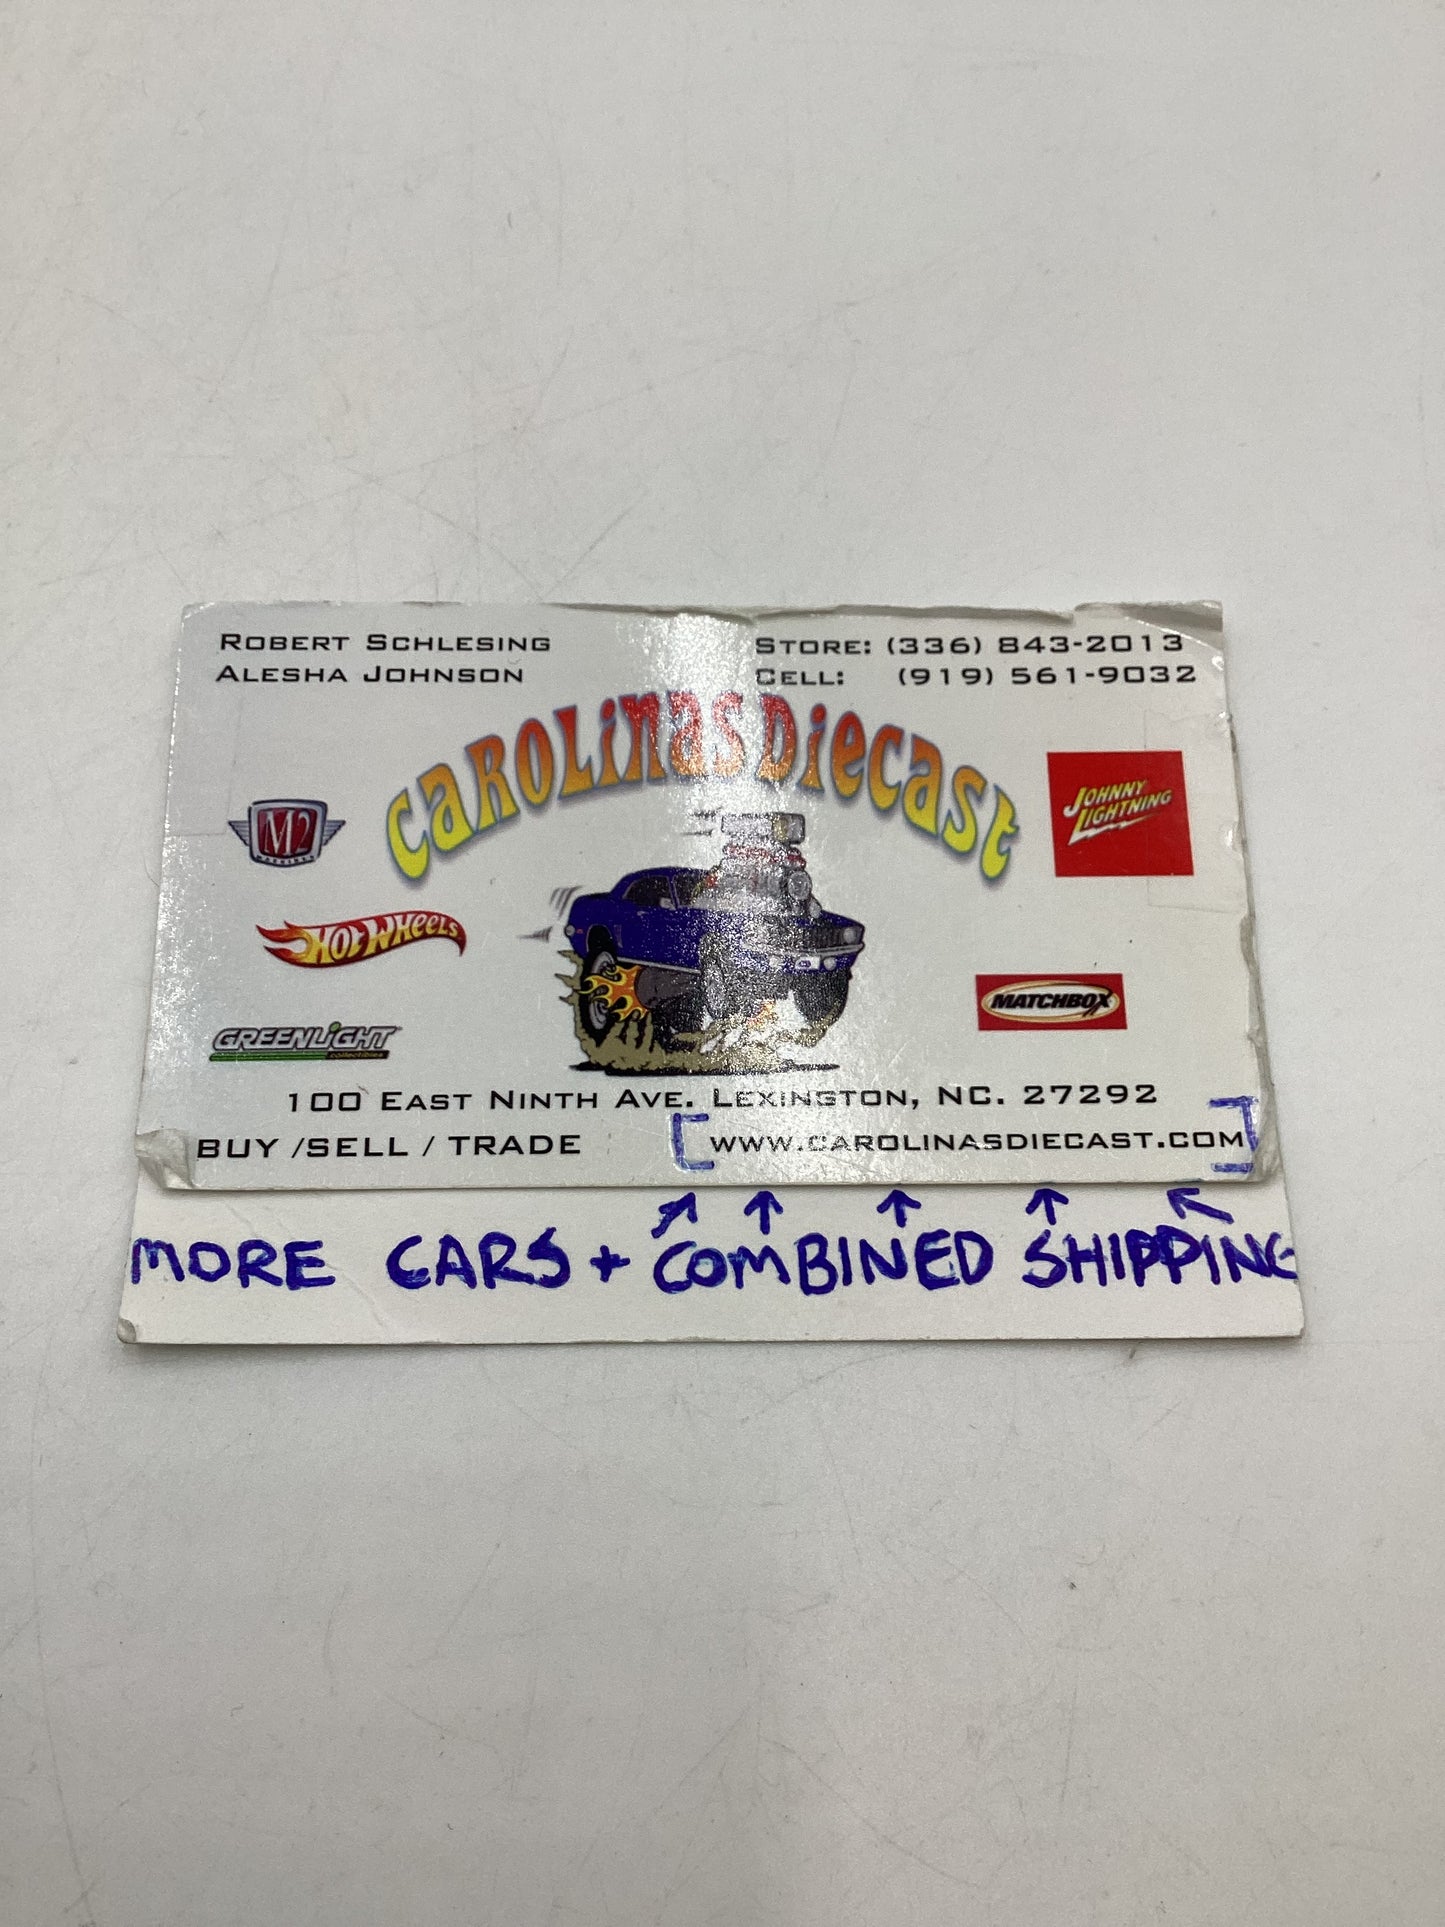 ROBERT SCHLESING
ALESHA JOHNSON
STORE: (336) 843-2013
CELL: (919) 561-9032
CAROLINAS DIECAST
M2
MACHINES
JOHNNY
LIGHTNING
HOT WHEELS
MATCHBOX
GREENLIGHT
collectibles
100 EAST NINTH AVE. LEXINGTON, NC. 27292
BUY /SELL / TRADE
[WWW.CAROLINASDIECAST.COM]
MORE CARS + COMBINED SHIPPING